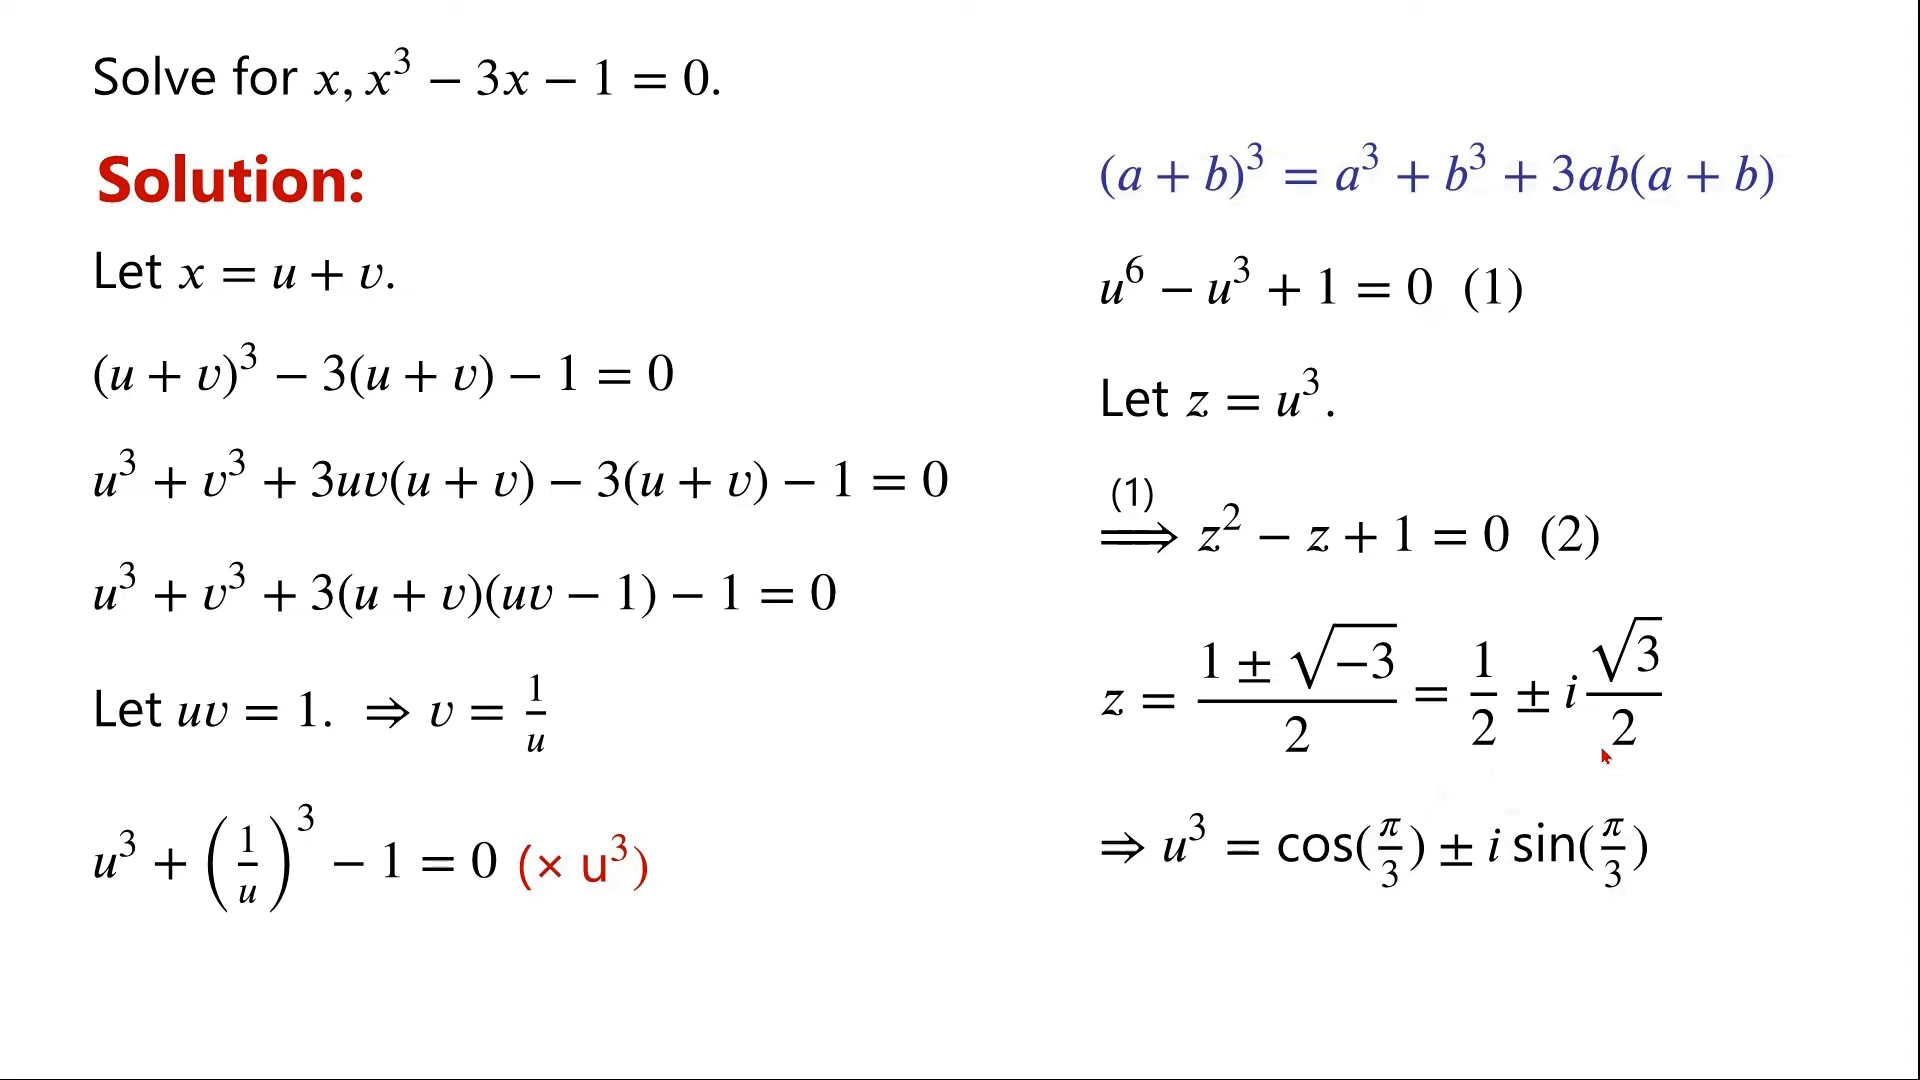 Solve for x, x³ − 3x − 1 = 0.
Solution:
Let x = u + v.
(u + v)³ − 3(u + v) − 1 = 0
u³ + v³ + 3uv(u + v) − 3(u + v) − 1 = 0
u³ + v³ + 3(u + v)(uv − 1) − 1 = 0
Let uv = 1. ⇒ v = 1/u
u³ + (1/u)³ − 1 = 0 (× u³)
(a + b)³ = a³ + b³ + 3ab(a + b)
u⁶ − u³ + 1 = 0 (1)
Let z = u³.
(1)
⟹ z² − z + 1 = 0 (2)
z = (1 ± √−3)/2 = 1/2 ± i √3/2
⇒ u³ = cos(π/3) ± i sin(π/3)